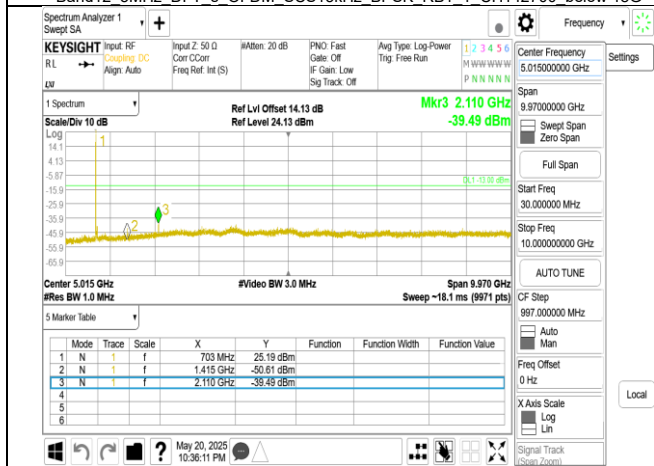 Spectrum Analyzer 1
Swept SA
Frequency
KEYSIGHT
Input: RF
Input Z: 50 Ω
#Atten: 20 dB
PNO: Fast
Avg Type: Log-Power
1 2 3 4 5 6
RL
Coupling: DC
Corr CCorr
Gate: Off
Trig: Free Run
M W W W W W
Align: Auto
Freq Ref: Int (S)
IF Gain: Low
Sig Track: Off
P N N N N N
Center Frequency
5.015000000 GHz
Settings
1 Spectrum
Ref Lvl Offset 14.13 dB
Mkr3 2.110 GHz
Scale/Div 10 dB
Ref Level 24.13 dBm
-39.49 dBm
Span
9.97000000 GHz
Swept Span
Zero Span
Log
14.1
4.13
-5.87
-15.9
-25.9
-35.9
-45.9
-55.9
-65.9
1
2
3
DL1 -13.00 dBm
Full Span
Start Freq
30.000000 MHz
Stop Freq
10.000000000 GHz
AUTO TUNE
Center 5.015 GHz
#Video BW 3.0 MHz
Span 9.970 GHz
#Res BW 1.0 MHz
Sweep ~18.1 ms (9971 pts)
CF Step
997.000000 MHz
Auto
Man
5 Marker Table
Mode Trace Scale X Y Function Function Width Function Value
1 N 1 f 703 MHz 25.19 dBm
2 N 1 f 1.415 GHz -50.61 dBm
3 N 1 f 2.110 GHz -39.49 dBm
4
5
6
Freq Offset
0 Hz
Local
X Axis Scale
Log
Lin
May 20, 2025
10:36:11 PM
Signal Track
(Span Zoom)